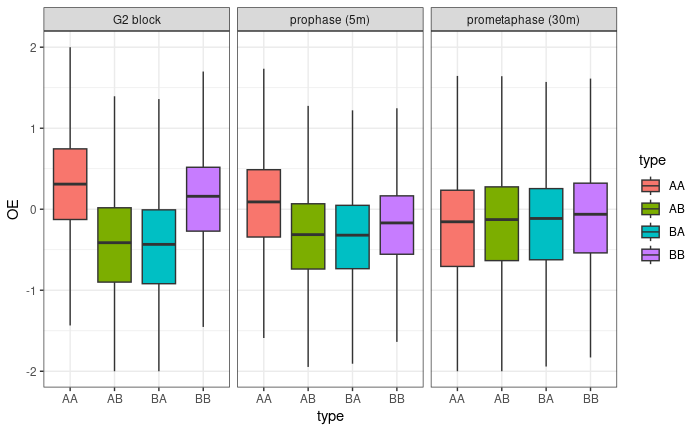 G2 block prophase (5m) prometaphase (30m)
2
1
0
-1
-2
OE
AA AB BA BB AA AB BA BB AA AB BA BB
type
type
AA
AB
BA
BB